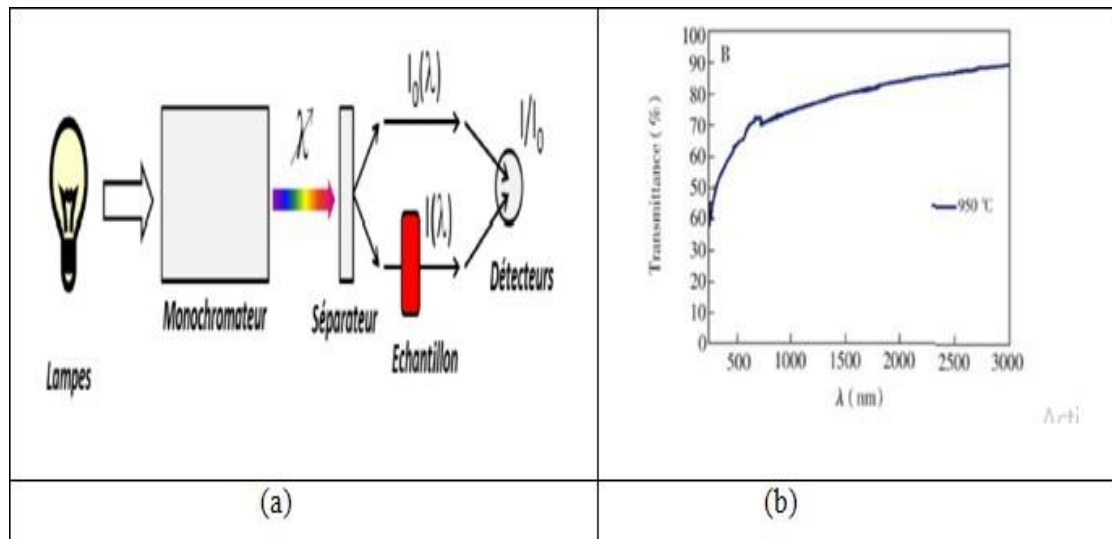 Lampes
Monochromateur
λ
Séparateur
I₀(λ)
I(λ)
Echantillon
I/I₀
Détecteurs
(a)
B
Transmittance (%)
100
90
80
70
60
50
60
30
20
10
0
950 °C
500 1000 1500 2000 2500 3000
λ (nm)
(b)